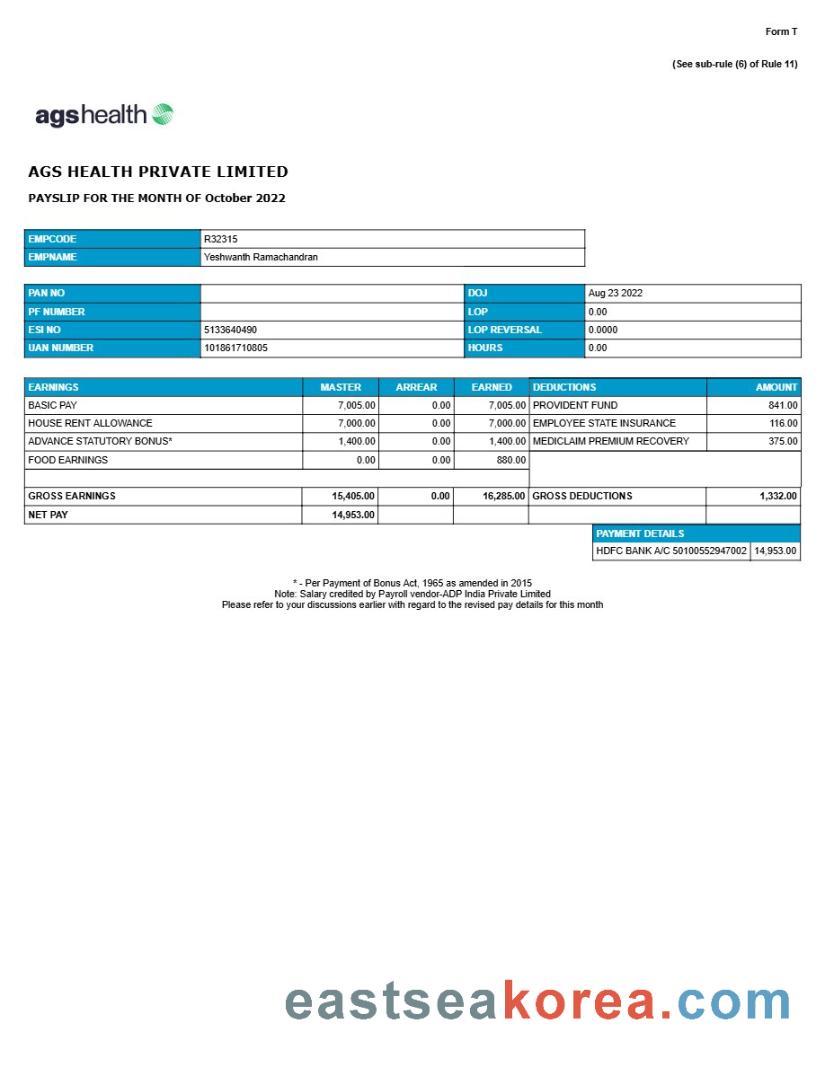 Form T
(See sub-rule (6) of Rule 11)
agshealth
AGS HEALTH PRIVATE LIMITED
PAYSLIP FOR THE MONTH OF October 2022
EMPCODE R32315
EMPNAME Yeshwanth Ramachandran
PAN NO DOJ Aug 23 2022
PF NUMBER LOP 0.00
ESI NO 5133640490 LOP REVERSAL 0.0000
UAN NUMBER 101861710805 HOURS 0.00
EARNINGS MASTER ARREAR EARNED DEDUCTIONS AMOUNT
BASIC PAY 7,005.00 0.00 7,005.00 PROVIDENT FUND 841.00
HOUSE RENT ALLOWANCE 7,000.00 0.00 7,000.00 EMPLOYEE STATE INSURANCE 116.00
ADVANCE STATUTORY BONUS* 1,400.00 0.00 1,400.00 MEDICLAIM PREMIUM RECOVERY 375.00
FOOD EARNINGS 0.00 0.00 880.00
GROSS EARNINGS 15,405.00 0.00 16,285.00 GROSS DEDUCTIONS 1,332.00
NET PAY 14,953.00
PAYMENT DETAILS
HDFC BANK A/C 50100552947002 14,953.00
* - Per Payment of Bonus Act, 1965 as amended in 2015
Note: Salary credited by Payroll vendor-ADP India Private Limited
Please refer to your discussions earlier with regard to the revised pay details for this month
eastseakorea.com